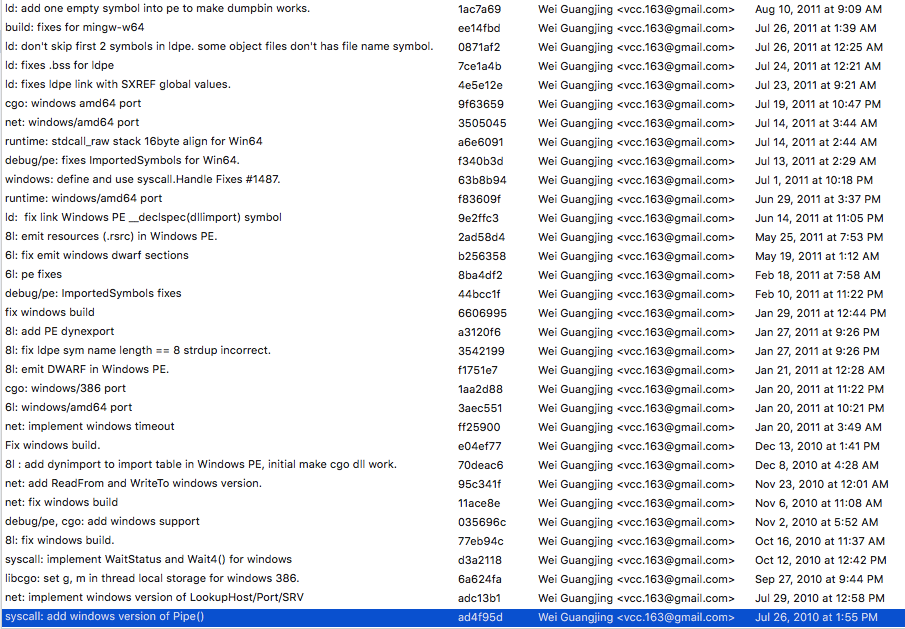 ld: add one empty symbol into pe to make dumpbin works. 1ac7a69 Wei Guangjing <vcc.163@gmail.com> Aug 10, 2011 at 9:09 AM
build: fixes for mingw-w64 ee14fbd Wei Guangjing <vcc.163@gmail.com> Jul 26, 2011 at 1:39 AM
ld: don't skip first 2 symbols in ldpe. some object files don't has file name symbol. 0871af2 Wei Guangjing <vcc.163@gmail.com> Jul 26, 2011 at 12:25 AM
ld: fixes .bss for ldpe 7ce1a4b Wei Guangjing <vcc.163@gmail.com> Jul 24, 2011 at 12:21 AM
ld: fixes ldpe link with SXREF global values. 4e5e12e Wei Guangjing <vcc.163@gmail.com> Jul 23, 2011 at 9:21 AM
cgo: windows amd64 port 9f63659 Wei Guangjing <vcc.163@gmail.com> Jul 19, 2011 at 10:47 PM
net: windows/amd64 port 3505045 Wei Guangjing <vcc.163@gmail.com> Jul 14, 2011 at 3:44 AM
runtime: stdcall_raw stack 16byte align for Win64 a6e6091 Wei Guangjing <vcc.163@gmail.com> Jul 14, 2011 at 2:44 AM
debug/pe: fixes ImportedSymbols for Win64. f340b3d Wei Guangjing <vcc.163@gmail.com> Jul 13, 2011 at 2:29 AM
windows: define and use syscall.Handle Fixes #1487. 63b8b94 Wei Guangjing <vcc.163@gmail.com> Jul 1, 2011 at 10:18 PM
runtime: windows/amd64 port f83609f Wei Guangjing <vcc.163@gmail.com> Jun 29, 2011 at 3:37 PM
ld:  fix link Windows PE __declspec(dllimport) symbol 9e2ffc3 Wei Guangjing <vcc.163@gmail.com> Jun 14, 2011 at 11:05 PM
8l: emit resources (.rsrc) in Windows PE. 2ad58d4 Wei Guangjing <vcc.163@gmail.com> May 25, 2011 at 7:53 PM
6l: fix emit windows dwarf sections b256358 Wei Guangjing <vcc.163@gmail.com> May 19, 2011 at 1:12 AM
6l: pe fixes 8ba4df2 Wei Guangjing <vcc.163@gmail.com> Feb 18, 2011 at 7:58 AM
debug/pe: ImportedSymbols fixes 44bcc1f Wei Guangjing <vcc.163@gmail.com> Feb 10, 2011 at 11:22 PM
fix windows build 6606995 Wei Guangjing <vcc.163@gmail.com> Jan 29, 2011 at 12:44 PM
8l: add PE dynexport a3120f6 Wei Guangjing <vcc.163@gmail.com> Jan 27, 2011 at 9:26 PM
8l: fix ldpe sym name length == 8 strdup incorrect. 3542199 Wei Guangjing <vcc.163@gmail.com> Jan 27, 2011 at 9:26 PM
8l: emit DWARF in Windows PE. f1751e7 Wei Guangjing <vcc.163@gmail.com> Jan 21, 2011 at 12:28 AM
cgo: windows/386 port 1aa2d88 Wei Guangjing <vcc.163@gmail.com> Jan 20, 2011 at 11:22 PM
6l: windows/amd64 port 3aec551 Wei Guangjing <vcc.163@gmail.com> Jan 20, 2011 at 10:21 PM
net: implement windows timeout ff25900 Wei Guangjing <vcc.163@gmail.com> Jan 20, 2011 at 3:49 AM
Fix windows build. e04ef77 Wei Guangjing <vcc.163@gmail.com> Dec 13, 2010 at 1:41 PM
8l : add dynimport to import table in Windows PE, initial make cgo dll work. 70deac6 Wei Guangjing <vcc.163@gmail.com> Dec 8, 2010 at 4:28 AM
net: add ReadFrom and WriteTo windows version. 95c341f Wei Guangjing <vcc.163@gmail.com> Nov 23, 2010 at 12:01 AM
net: fix windows build 11ace8e Wei Guangjing <vcc.163@gmail.com> Nov 6, 2010 at 11:08 AM
debug/pe, cgo: add windows support 035696c Wei Guangjing <vcc.163@gmail.com> Nov 2, 2010 at 5:52 AM
8l: fix windows build. 77eb94c Wei Guangjing <vcc.163@gmail.com> Oct 16, 2010 at 11:37 AM
syscall: implement WaitStatus and Wait4() for windows d3a2118 Wei Guangjing <vcc.163@gmail.com> Oct 12, 2010 at 12:42 PM
libcgo: set g, m in thread local storage for windows 386. 6a624fa Wei Guangjing <vcc.163@gmail.com> Sep 27, 2010 at 9:44 PM
net: implement windows version of LookupHost/Port/SRV adc13b1 Wei Guangjing <vcc.163@gmail.com> Jul 29, 2010 at 12:58 PM
syscall: add windows version of Pipe() ad4f95d Wei Guangjing <vcc.163@gmail.com> Jul 26, 2010 at 1:55 PM